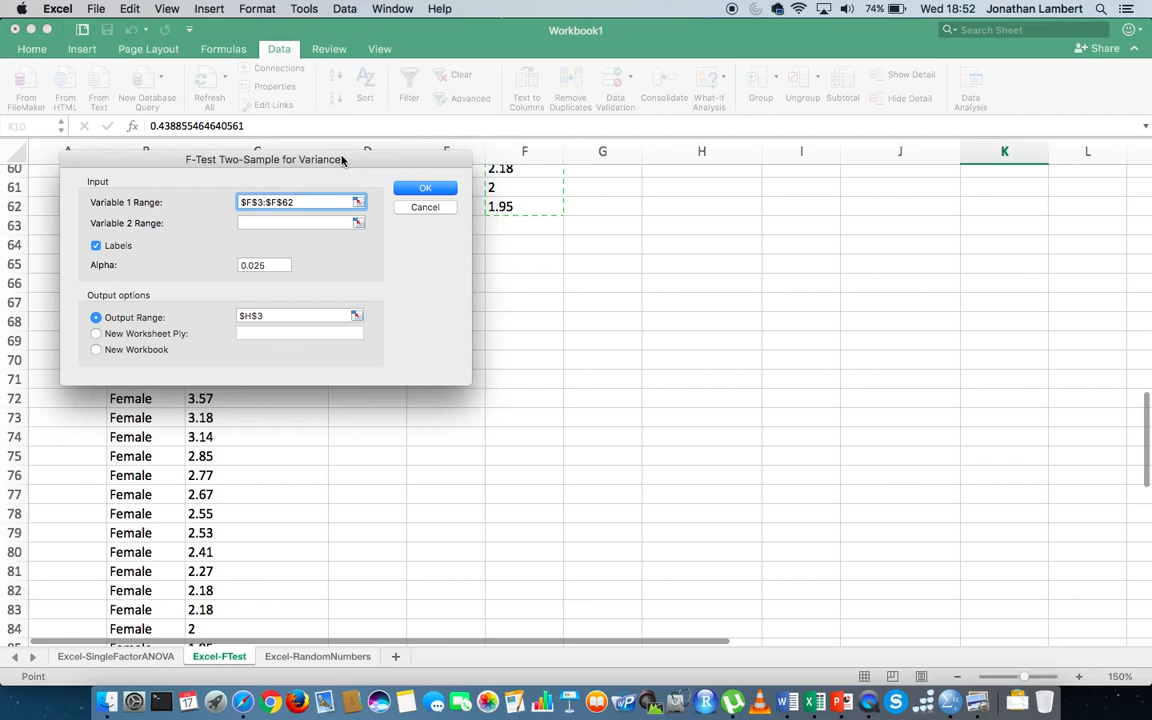 Excel File Edit View Insert Format Tools Data Window Help 74% Wed 18:52 Jonathan Lambert
Workbook1 Search Sheet
Home Insert Page Layout Formulas Data Review View Share
From FileMaker From HTML From Text New Database Query Refresh All Connections Properties Edit Links Sort Filter Clear Advanced Text to Columns Remove Duplicates Data Validation Consolidate What-If Analysis Group Ungroup Subtotal Show Detail Hide Detail Data Analysis
K10 fx 0.438855464640561
F G H I J K L
F-Test Two-Sample for Variances
Input
Variable 1 Range: $F$3:$F$62 OK
Variable 2 Range: Cancel
Labels
Alpha: 0.025
Output options
Output Range: $H$3
New Worksheet Ply:
New Workbook
60 2.18
61 2
62 1.95
63
64
65
66
67
68
69
70
71
72 Female 3.57
73 Female 3.18
74 Female 3.14
75 Female 2.85
76 Female 2.77
77 Female 2.67
78 Female 2.55
79 Female 2.53
80 Female 2.41
81 Female 2.27
82 Female 2.18
83 Female 2.18
84 Female 2
Excel-SingleFactorANOVA Excel-FTest Excel-RandomNumbers +
Point 150%